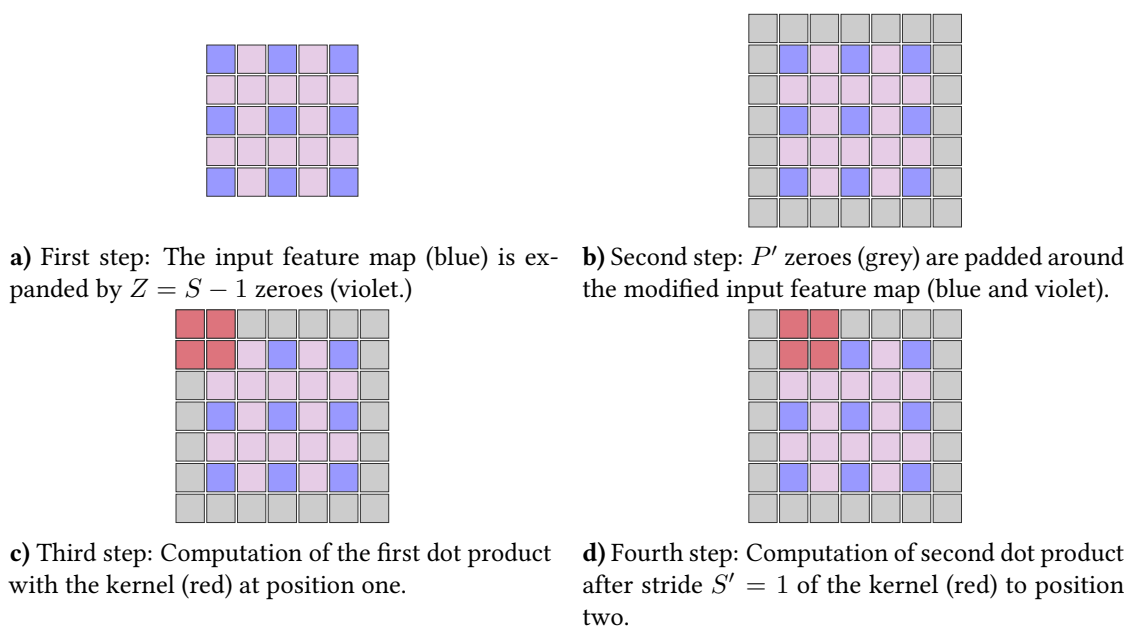 a) First step: The input feature map (blue) is ex-
panded by Z = S − 1 zeroes (violet.)
b) Second step: P′ zeroes (grey) are padded around
the modified input feature map (blue and violet).
c) Third step: Computation of the first dot product
with the kernel (red) at position one.
d) Fourth step: Computation of second dot product
after stride S′ = 1 of the kernel (red) to position
two.